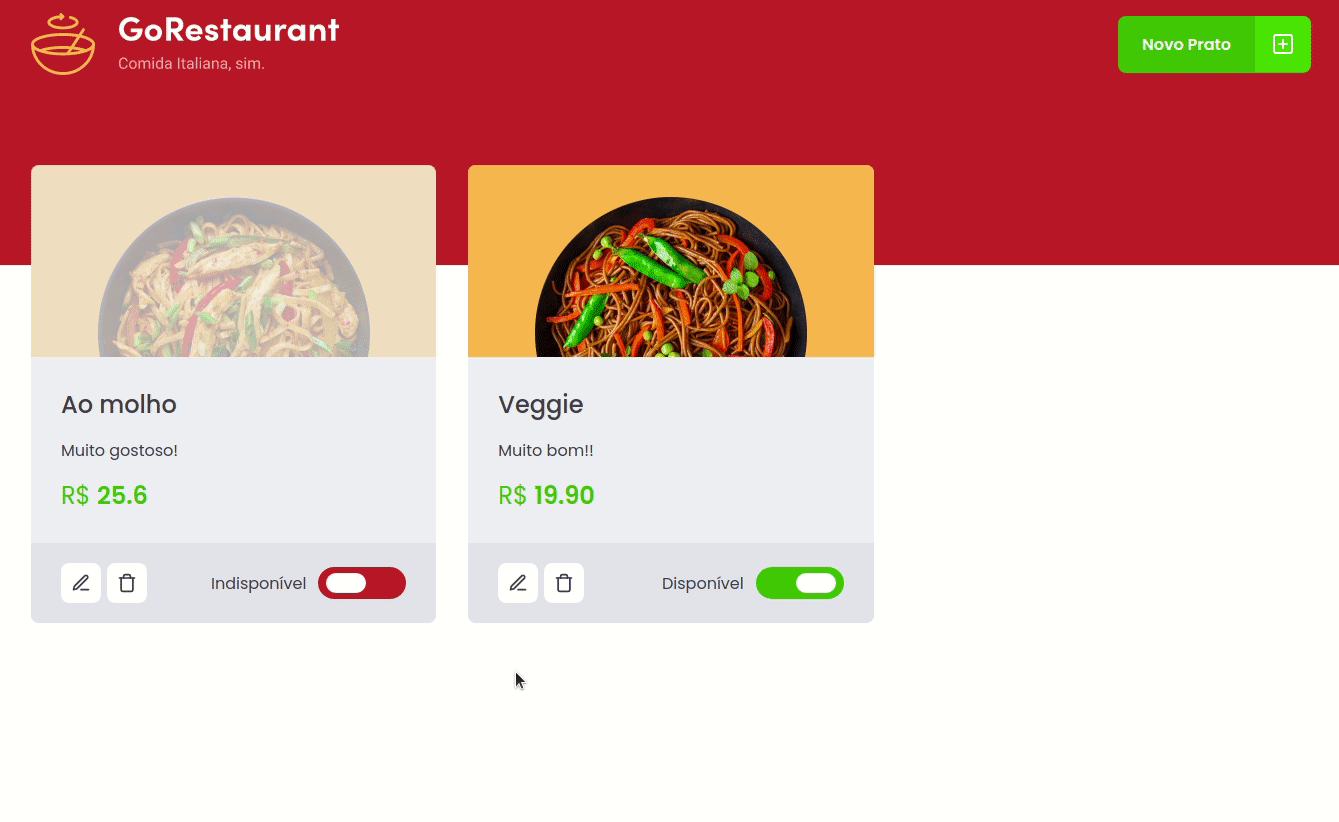 GoRestaurant
Comida Italiana, sim.
Novo Prato
Ao molho
Muito gostoso!
R$ 25.6
Indisponível
Veggie
Muito bom!!
R$ 19.90
Disponível